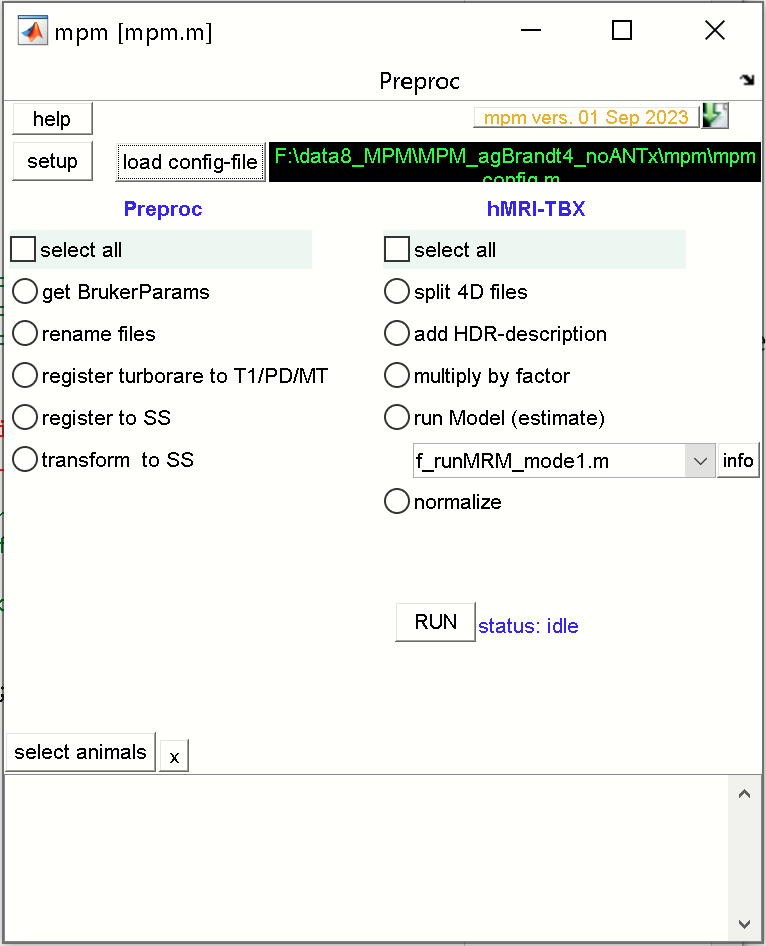 mpm [mpm.m]
Preproc
help
mpm vers. 01 Sep 2023
setup
load config-file
F:\data8_MPM\MPM_agBrandt4_noANTx\mpm\mpm
config.m
Preproc
hMRI-TBX
select all
select all
get BrukerParams
split 4D files
rename files
add HDR-description
register turborare to T1/PD/MT
multiply by factor
register to SS
run Model (estimate)
transform  to SS
f_runMRM_mode1.m
info
normalize
RUN
status: idle
select animals
x